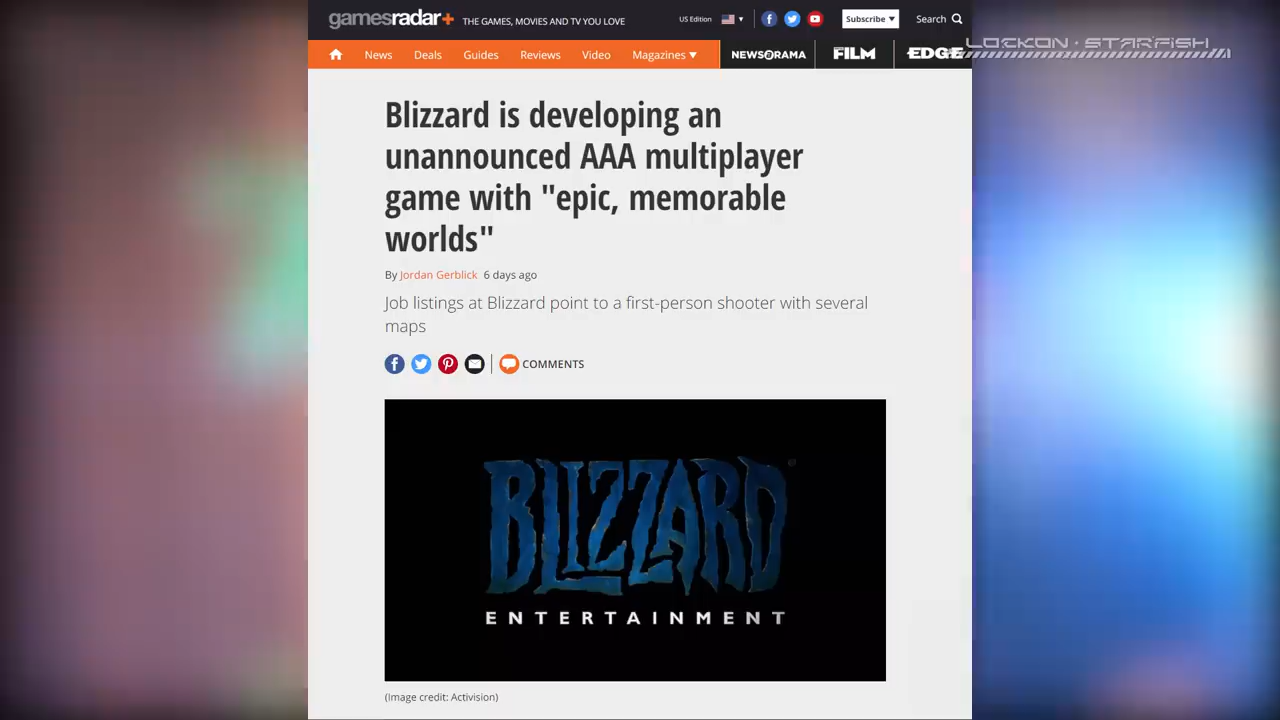 gamesradar+ THE GAMES, MOVIES AND TV YOU LOVE US Edition Subscribe Search
News Deals Guides Reviews Video Magazines NEWSARAMA FILM EDGE
LOCKON · STARFISH
Blizzard is developing an
unannounced AAA multiplayer
game with "epic, memorable
worlds"
By Jordan Gerblick 6 days ago
Job listings at Blizzard point to a first-person shooter with several
maps
COMMENTS
BLIZZARD
ENTERTAINMENT
(Image credit: Activision)